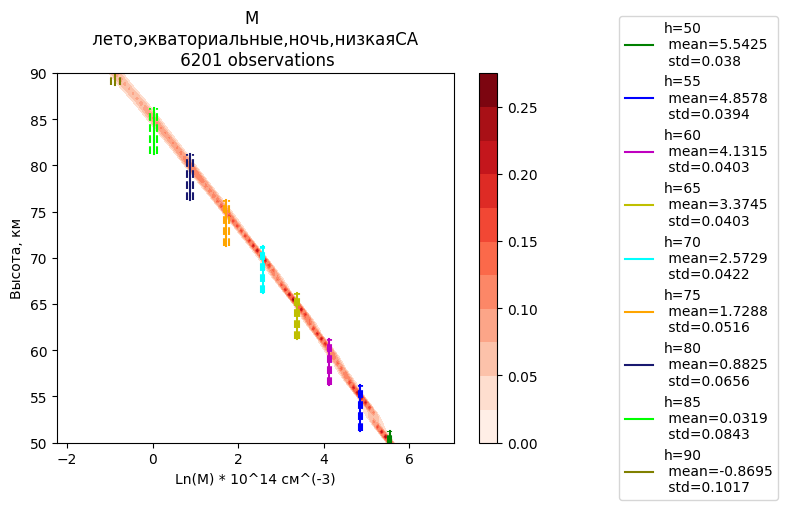 M
лето,экваториальные,ночь,низкаяСА
6201 observations
90
85
80
75
70
65
60
55
50
Высота, км
−2
0
2
4
6
Ln(M) * 10^14 см^(-3)
0.25
0.20
0.15
0.10
0.05
0.00
h=50
mean=5.5425
std=0.038
h=55
mean=4.8578
std=0.0394
h=60
mean=4.1315
std=0.0403
h=65
mean=3.3745
std=0.0403
h=70
mean=2.5729
std=0.0422
h=75
mean=1.7288
std=0.0516
h=80
mean=0.8825
std=0.0656
h=85
mean=0.0319
std=0.0843
h=90
mean=-0.8695
std=0.1017